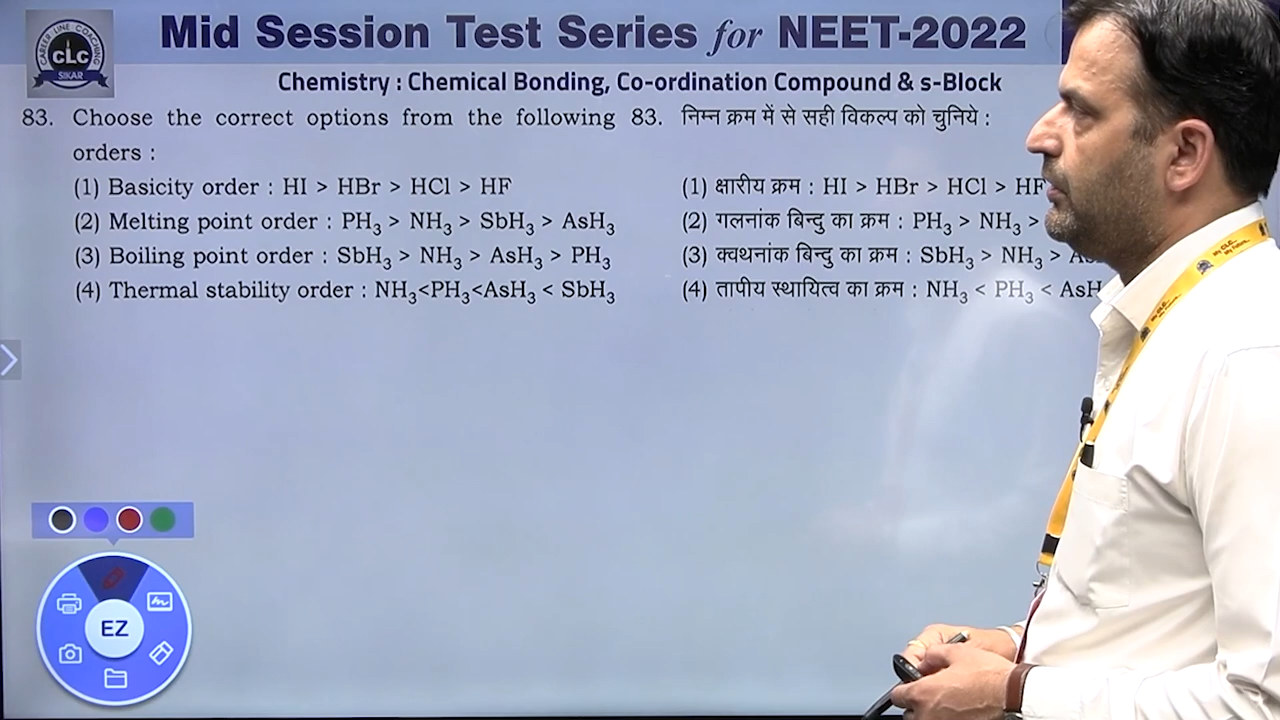 Mid Session Test Series for NEET-2022
CAREER LINE COACHING
CLC
SIKAR
Chemistry : Chemical Bonding, Co-ordination Compound & s-Block
83. Choose the correct options from the following orders :
(1) Basicity order : HI > HBr > HCl > HF
(2) Melting point order : PH₃ > NH₃ > SbH₃ > AsH₃
(3) Boiling point order : SbH₃ > NH₃ > AsH₃ > PH₃
(4) Thermal stability order : NH₃<PH₃<AsH₃ < SbH₃
83. निम्न क्रम में से सही विकल्प को चुनिये :
(1) क्षारीय क्रम : HI > HBr > HCl > HF
(2) गलनांक बिन्दु का क्रम : PH₃ > NH₃ >
(3) क्वथनांक बिन्दु का क्रम : SbH₃ > NH₃ >
(4) तापीय स्थायित्व का क्रम : NH₃ < PH₃ < AsH
EZ